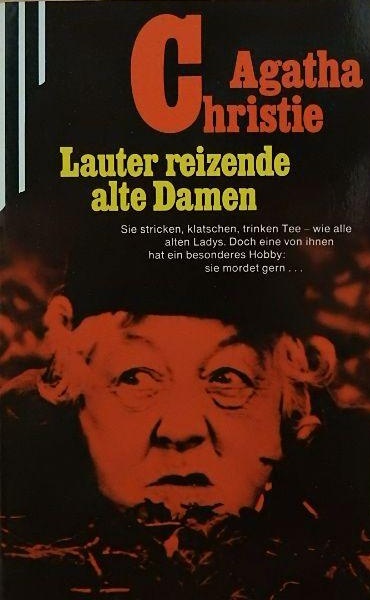 Agatha
Christie
Lauter reizende
alte Damen
Sie stricken, klatschen, trinken Tee – wie alle
alten Ladys. Doch eine von ihnen
hat ein besonderes Hobby:
sie mordet gern . . .